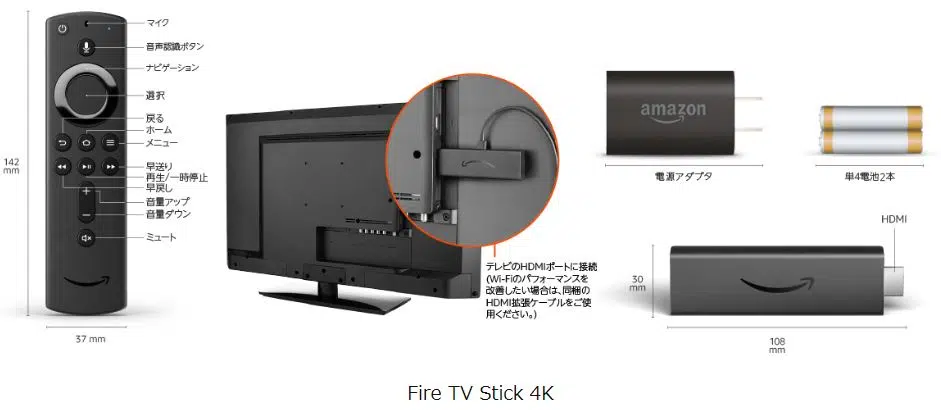 マイク
音声認識ボタン
ナビゲーション
選択
戻る
ホーム
メニュー
早送り
再生/一時停止
早戻し
音量アップ
音量ダウン
ミュート
142
mm
37 mm
テレビのHDMIポートに接続
(Wi-Fiのパフォーマンスを
改善したい場合は、同梱の
HDMI拡張ケーブルをご使
用ください。)
amazon
電源アダプタ
単4電池2本
HDMI
30
mm
108
mm
Fire TV Stick 4K